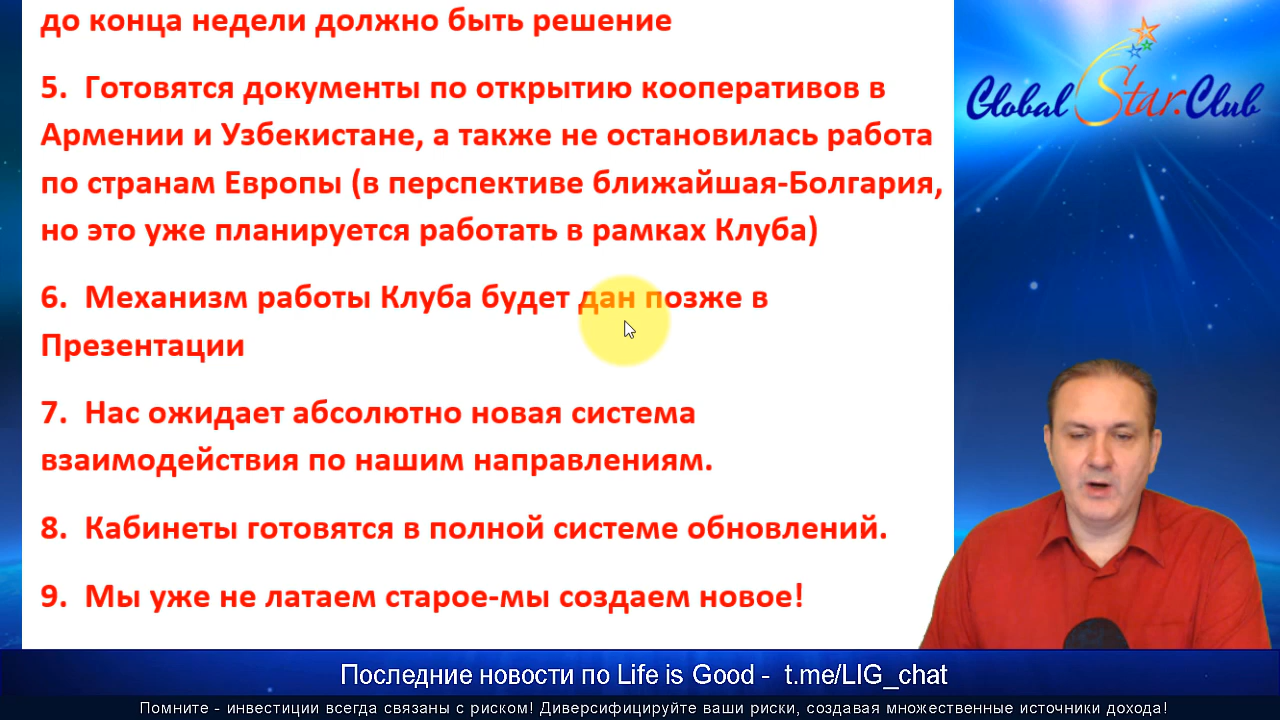 до конца недели должно быть решение
5. Готовятся документы по открытию кооперативов в
Армении и Узбекистане, а также не остановилась работа
по странам Европы (в перспективе ближайшая-Болгария,
но это уже планируется работать в рамках Клуба)
6. Механизм работы Клуба будет дан позже в
Презентации
7. Нас ожидает абсолютно новая система
взаимодействия по нашим направлениям.
8. Кабинеты готовятся в полной системе обновлений.
9. Мы уже не латаем старое-мы создаем новое!
Global Star.Club
Последние новости по Life is Good - t.me/LIG_chat
Помните - инвестиции всегда связаны с риском! Диверсифицируйте ваши риски, создавая множественные источники дохода!